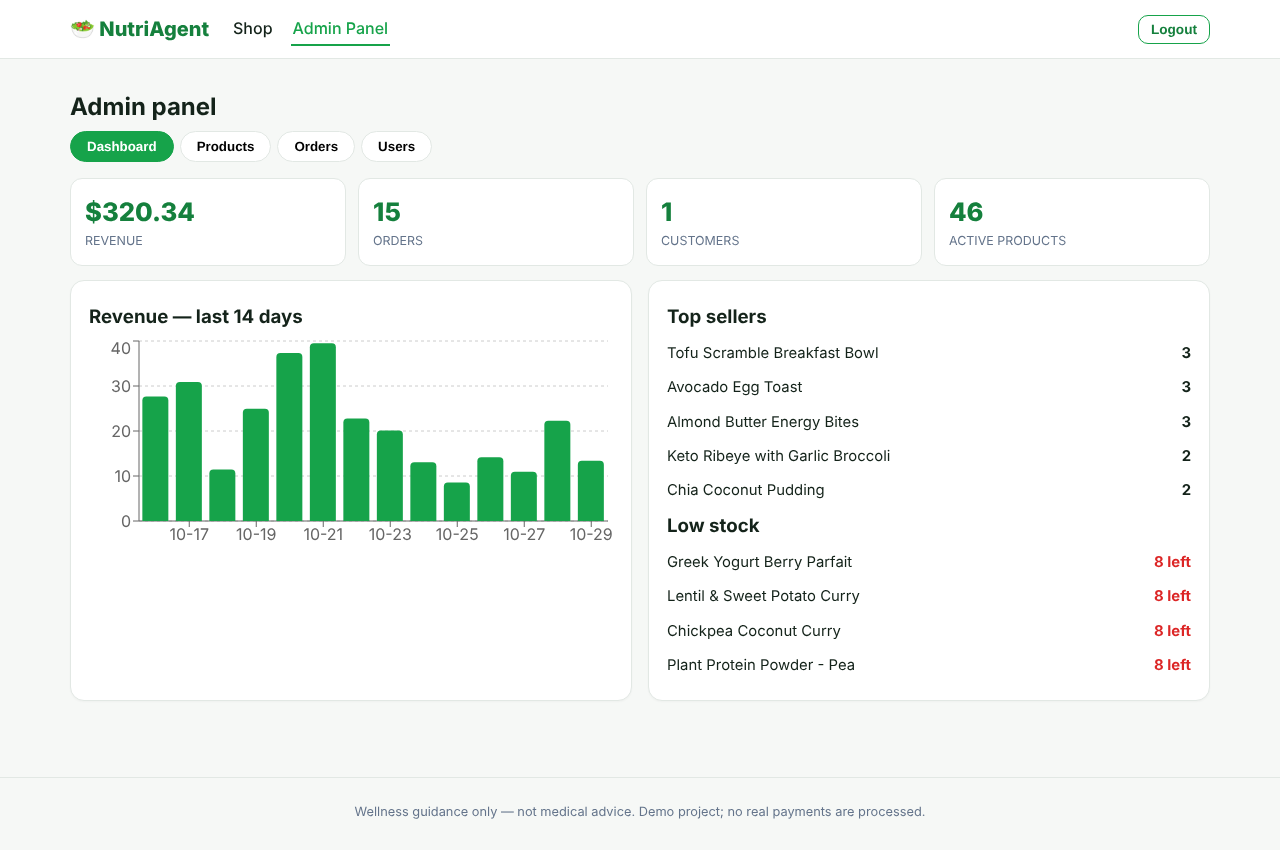 🥗 NutriAgent Shop Admin Panel Logout
Admin panel
Dashboard Products Orders Users
$320.34
REVENUE
15
ORDERS
1
CUSTOMERS
46
ACTIVE PRODUCTS
Revenue — last 14 days
40
30
20
10
0
10-17 10-19 10-21 10-23 10-25 10-27 10-29
Top sellers
Tofu Scramble Breakfast Bowl 3
Avocado Egg Toast 3
Almond Butter Energy Bites 3
Keto Ribeye with Garlic Broccoli 2
Chia Coconut Pudding 2
Low stock
Greek Yogurt Berry Parfait 8 left
Lentil & Sweet Potato Curry 8 left
Chickpea Coconut Curry 8 left
Plant Protein Powder - Pea 8 left
Wellness guidance only — not medical advice. Demo project; no real payments are processed.